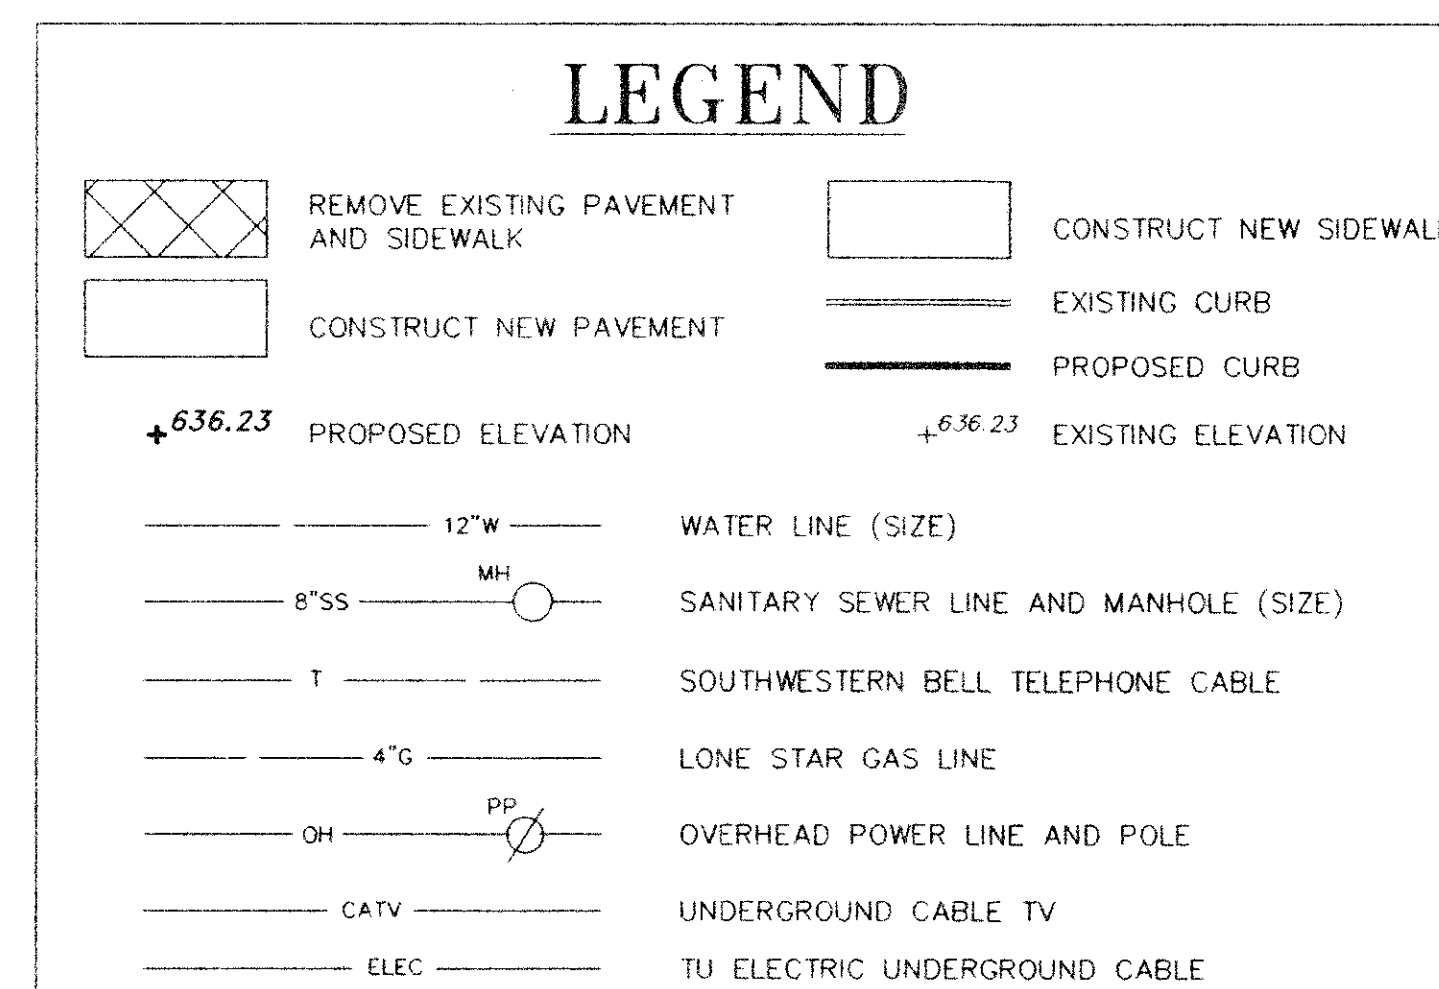 LEGEND
REMOVE EXISTING PAVEMENT
AND SIDEWALK
CONSTRUCT NEW SIDEWALK
CONSTRUCT NEW PAVEMENT
EXISTING CURB
PROPOSED CURB
+636.23 PROPOSED ELEVATION
+636.23 EXISTING ELEVATION
12"W WATER LINE (SIZE)
MH
8"SS SANITARY SEWER LINE AND MANHOLE (SIZE)
T SOUTHWESTERN BELL TELEPHONE CABLE
4"G LONE STAR GAS LINE
PP
OH OVERHEAD POWER LINE AND POLE
CATV UNDERGROUND CABLE TV
ELEC TU ELECTRIC UNDERGROUND CABLE